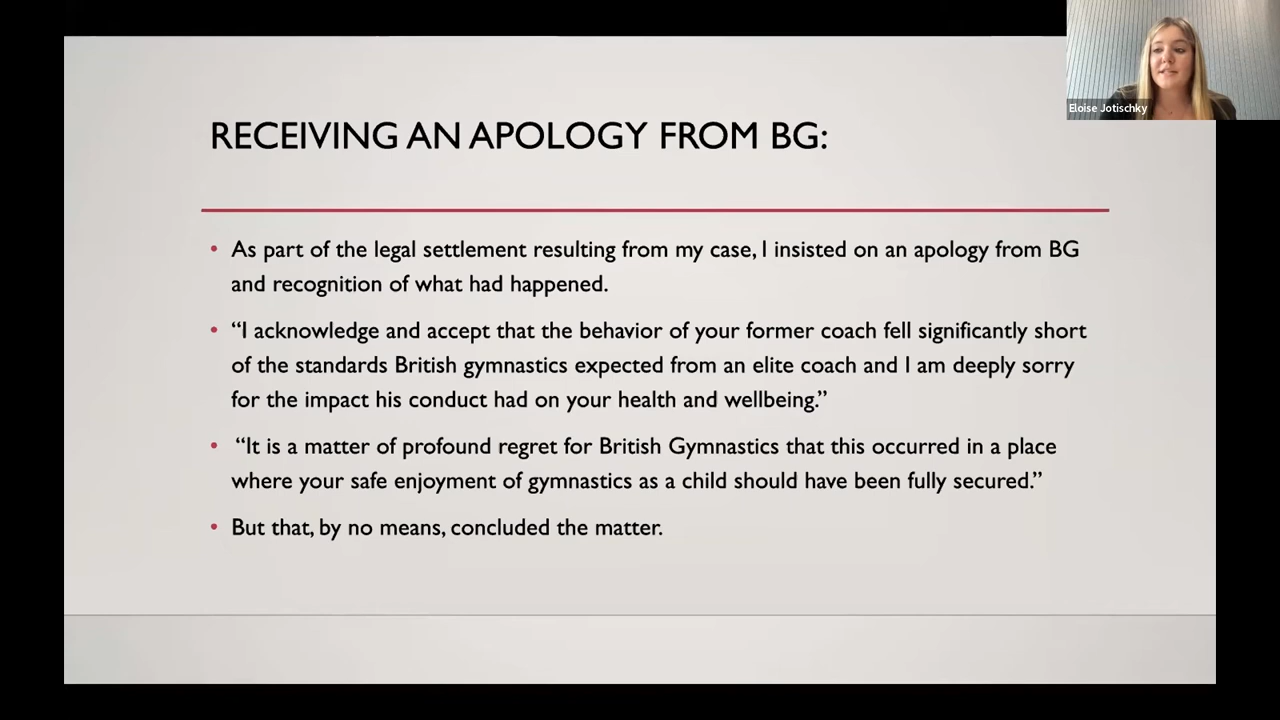 Eloise Jotischky
RECEIVING AN APOLOGY FROM BG:
• As part of the legal settlement resulting from my case, I insisted on an apology from BG
and recognition of what had happened.
• “I acknowledge and accept that the behavior of your former coach fell significantly short
of the standards British gymnastics expected from an elite coach and I am deeply sorry
for the impact his conduct had on your health and wellbeing.”
• “It is a matter of profound regret for British Gymnastics that this occurred in a place
where your safe enjoyment of gymnastics as a child should have been fully secured.”
• But that, by no means, concluded the matter.